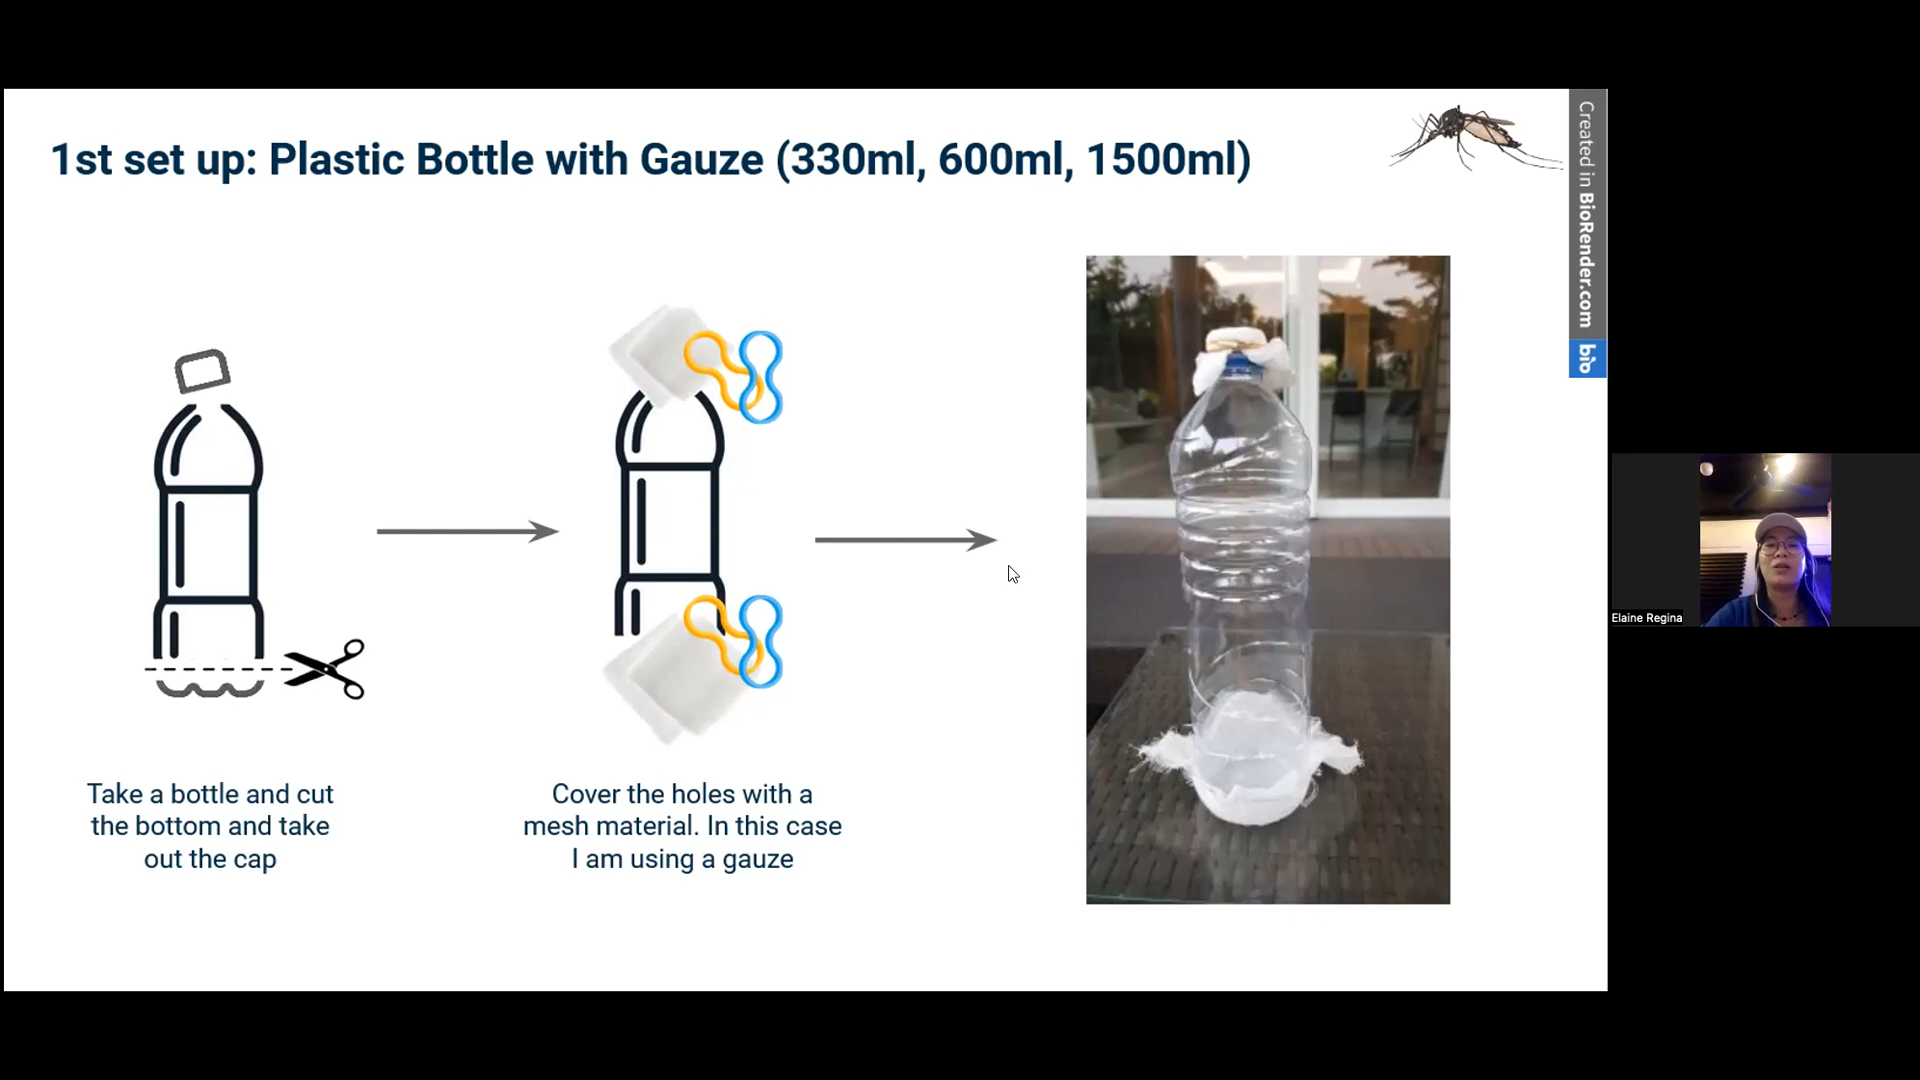 1st set up: Plastic Bottle with Gauze (330ml, 600ml, 1500ml)
Created in BioRender.com
bio
Take a bottle and cut
the bottom and take
out the cap
Cover the holes with a
mesh material. In this case
I am using a gauze
Elaine Regina